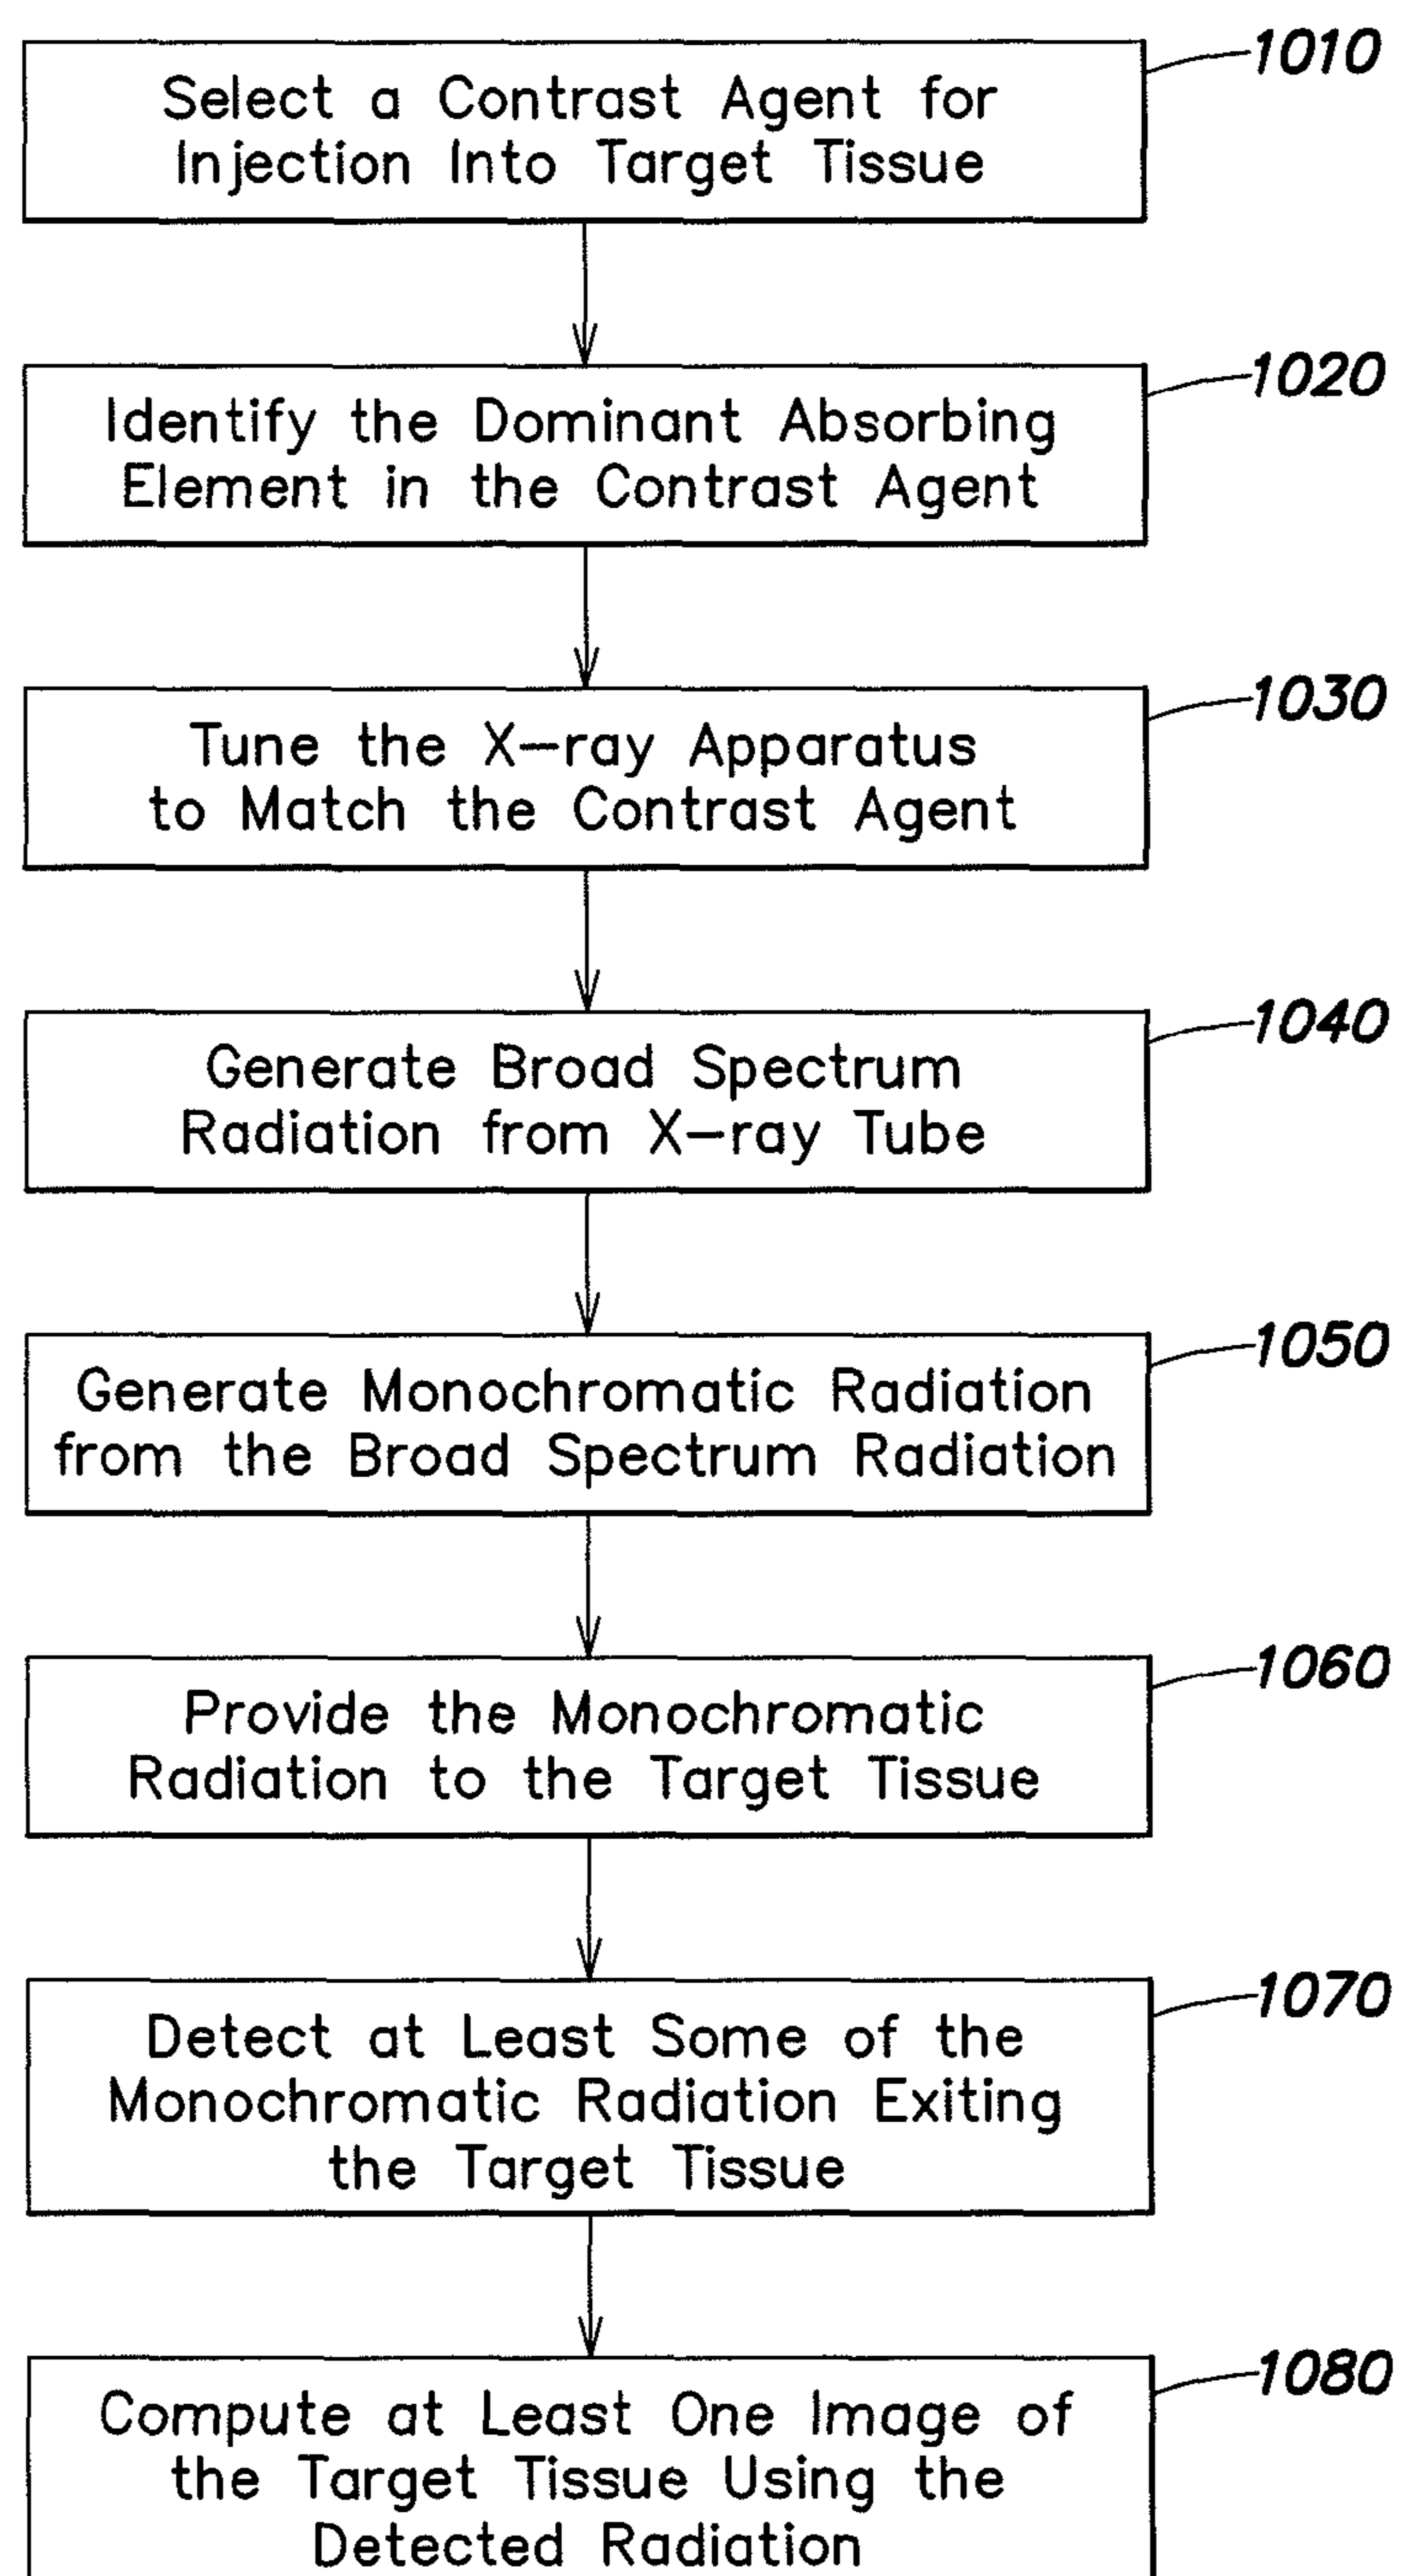 1010
Select a Contrast Agent for
Injection Into Target Tissue
1020
Identify the Dominant Absorbing
Element in the Contrast Agent
1030
Tune the X-ray Apparatus
to Match the Contrast Agent
1040
Generate Broad Spectrum
Radiation from X-ray Tube
1050
Generate Monochromatic Radiation
from the Broad Spectrum Radiation
1060
Provide the Monochromatic
Radiation to the Target Tissue
1070
Detect at Least Some of the
Monochromatic Radiation Exiting
the Target Tissue
1080
Compute at Least One Image of
the Target Tissue Using the
Detected Radiation